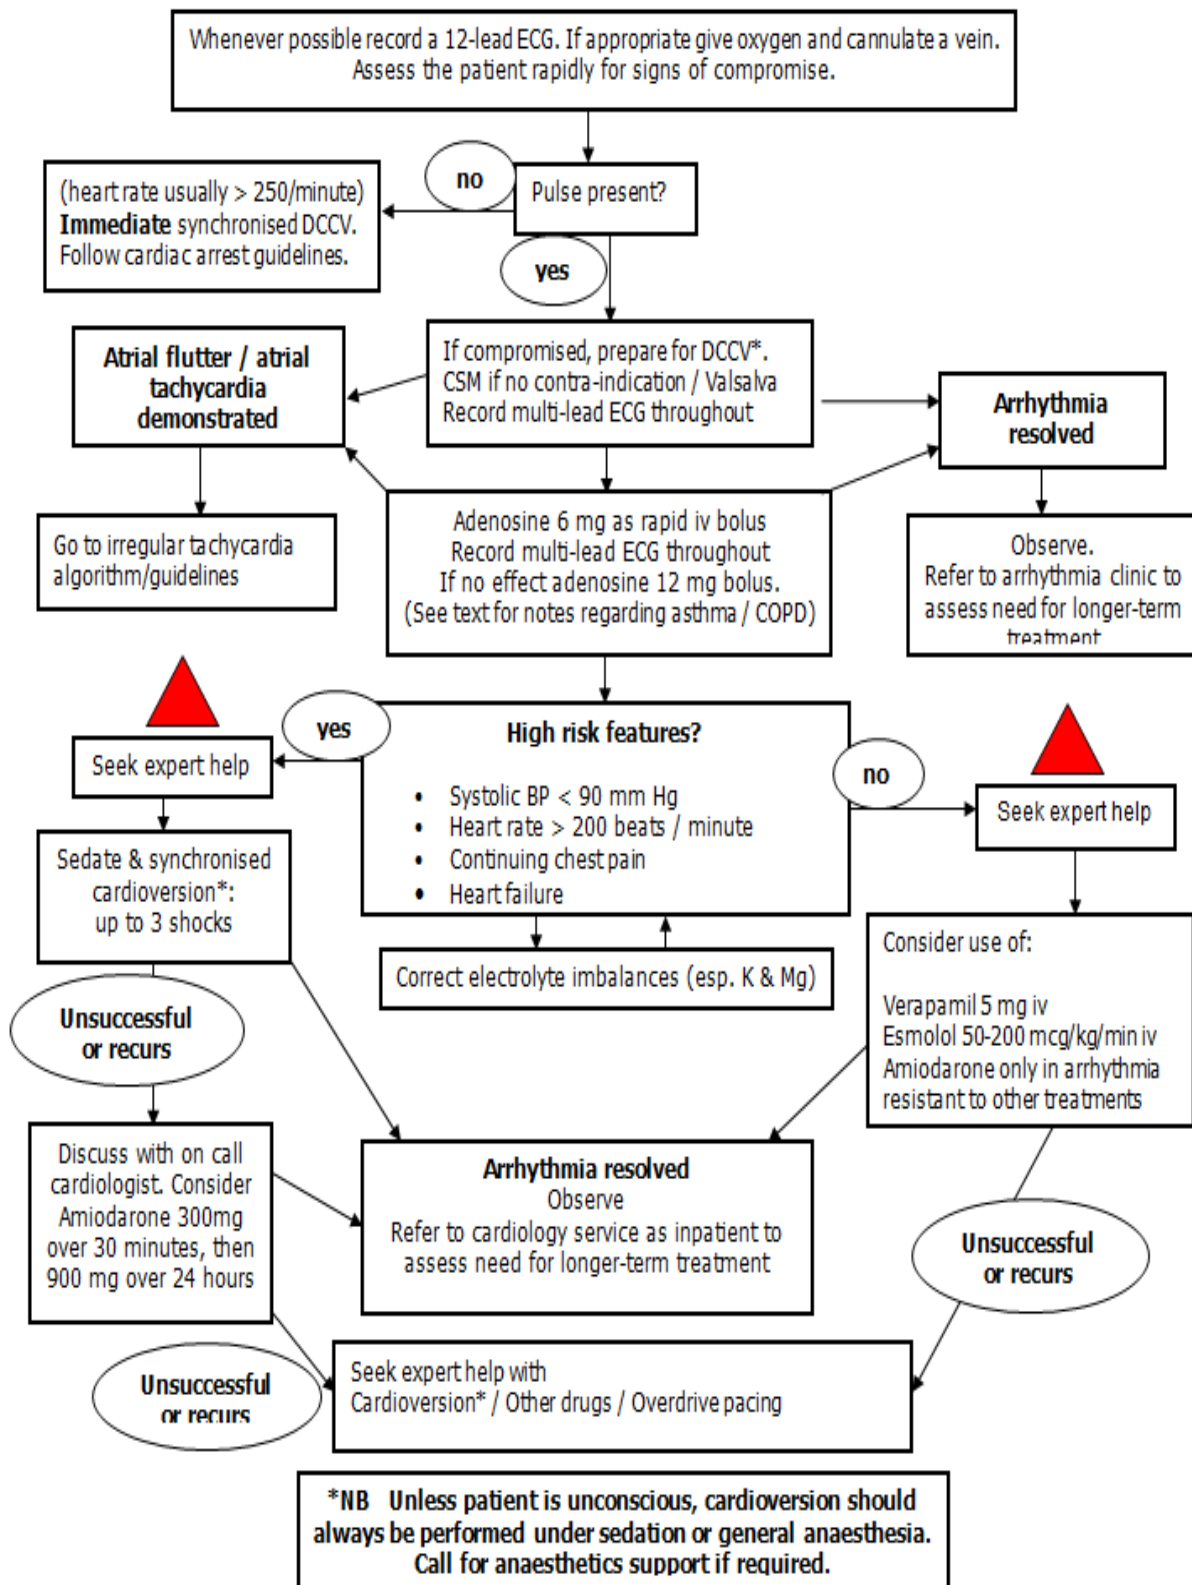 Whenever possible record a 12-lead ECG. If appropriate give oxygen and cannulate a vein.
Assess the patient rapidly for signs of compromise.
no
Pulse present?
(heart rate usually > 250/minute)
Immediate synchronised DCCV.
Follow cardiac arrest guidelines.
yes
Atrial flutter / atrial
tachycardia
demonstrated
If compromised, prepare for DCCV*.
CSM if no contra-indication / Valsalva
Record multi-lead ECG throughout
Arrhythmia
resolved
Go to irregular tachycardia
algorithm/guidelines
Adenosine 6 mg as rapid iv bolus
Record multi-lead ECG throughout
If no effect adenosine 12 mg bolus.
(See text for notes regarding asthma / COPD)
Observe.
Refer to arrhythmia clinic to
assess need for longer-term
treatment
yes
Seek expert help
High risk features?
• Systolic BP < 90 mm Hg
• Heart rate > 200 beats / minute
• Continuing chest pain
• Heart failure
no
Seek expert help
Sedate & synchronised
cardioversion*:
up to 3 shocks
Correct electrolyte imbalances (esp. K & Mg)
Consider use of:
Verapamil 5 mg iv
Esmolol 50-200 mcg/kg/min iv
Amiodarone only in arrhythmia
resistant to other treatments
Unsuccessful
or recurs
Discuss with on call
cardiologist. Consider
Amiodarone 300mg
over 30 minutes, then
900 mg over 24 hours
Arrhythmia resolved
Observe
Refer to cardiology service as inpatient to
assess need for longer-term treatment
Unsuccessful
or recurs
Unsuccessful
or recurs
Seek expert help with
Cardioversion* / Other drugs / Overdrive pacing
*NB Unless patient is unconscious, cardioversion should
always be performed under sedation or general anaesthesia.
Call for anaesthetics support if required.